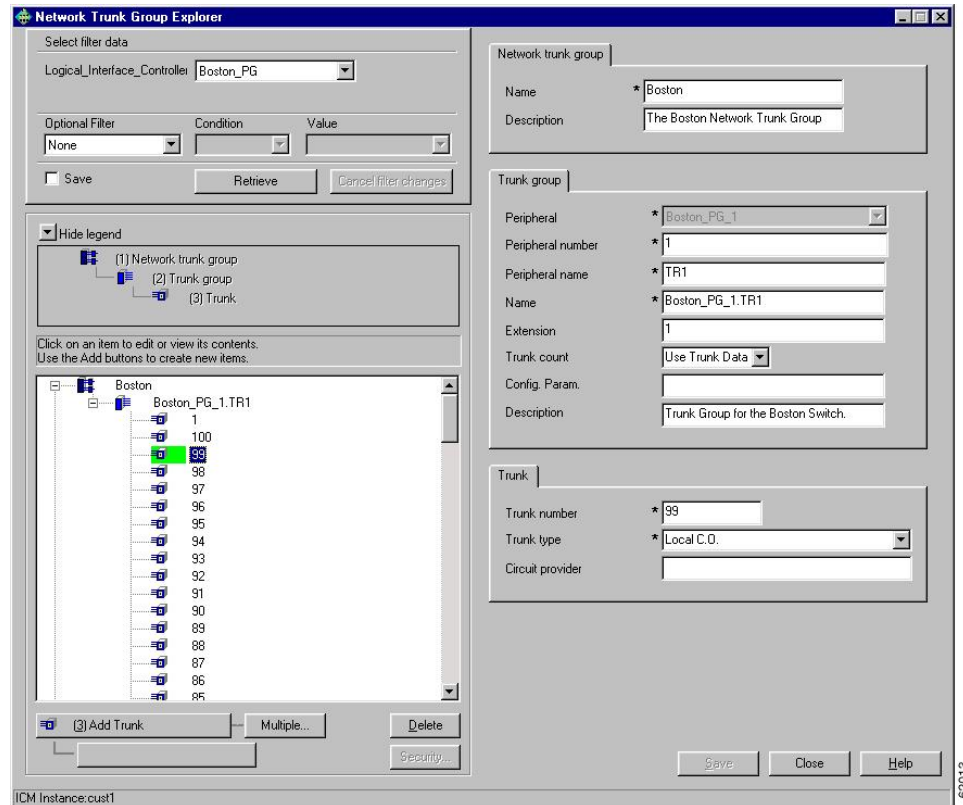 Network Trunk Group Explorer
Select filter data
Logical_Interface_Controller Boston_PG
Optional Filter Condition Value
None
Save Retrieve Cancel filter changes
Hide legend
(1) Network trunk group
(2) Trunk group
(3) Trunk
Click on an item to edit or view its contents.
Use the Add buttons to create new items.
Boston
Boston_PG_1.TR1
1
100
99
98
97
96
95
94
93
92
91
90
89
88
87
86
85
(3) Add Trunk Multiple... Delete
Security...
Network trunk group
Name * Boston
Description The Boston Network Trunk Group
Trunk group
Peripheral * Boston_PG_1
Peripheral number * 1
Peripheral name * TR1
Name * Boston_PG_1.TR1
Extension 1
Trunk count Use Trunk Data
Config. Param.
Description Trunk Group for the Boston Switch.
Trunk
Trunk number * 99
Trunk type * Local C.O.
Circuit provider
Save Close Help
ICM Instance:cust1